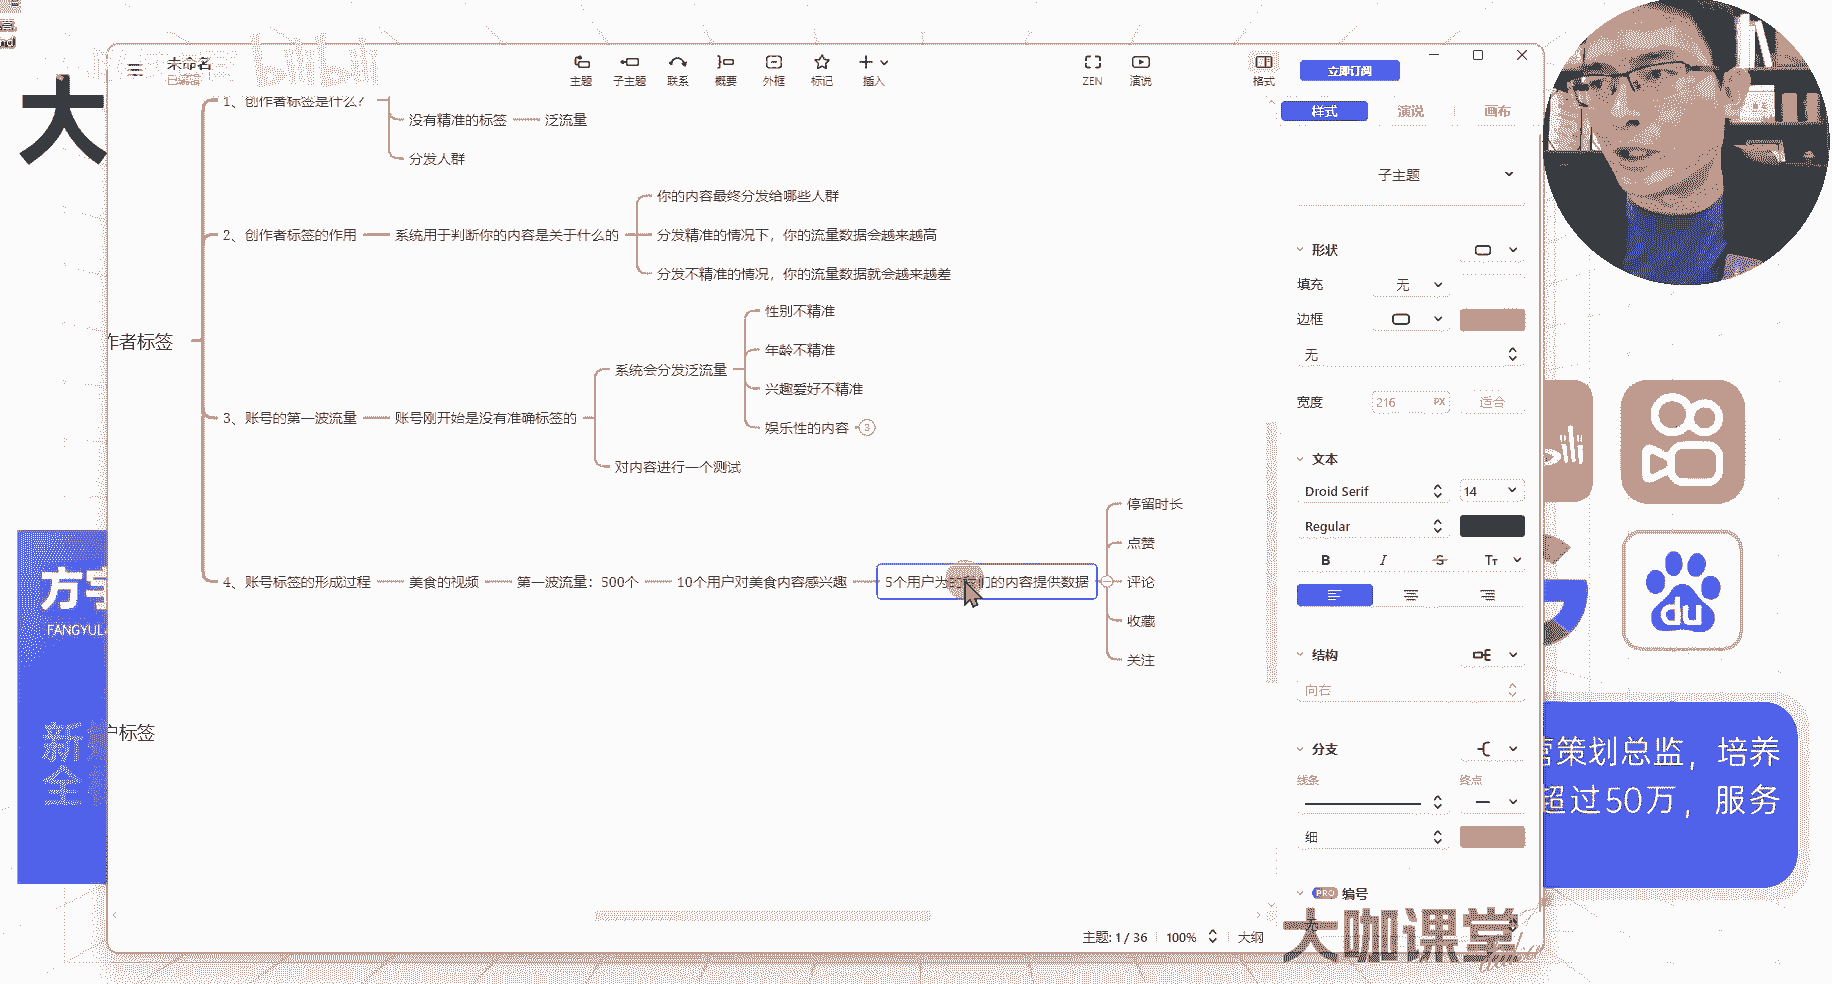 大
未命名
已编辑
bilibili
主题
子主题
联系
概要
外框
标记
插入
ZEN
演说
格式
立即订阅
样式
演说
画布
1、创作者标签是什么？
没有精准的标签
泛流量
分发人群
你的内容最终分发给哪些人群
2、创作者标签的作用
系统用于判断你的内容是关于什么的
分发精准的情况下，你的流量数据会越来越高
分发不精准的情况，你的流量数据就会越来越差
性别不精准
作者标签
年龄不精准
系统会分发泛流量
兴趣爱好不精准
3、账号的第一波流量
账号刚开始是没有准确标签的
娱乐性的内容
3
对内容进行一个测试
停留时长
点赞
4、账号标签的形成过程
美食的视频
第一波流量：500个
10个用户对美食内容感兴趣
5个用户为的我们的内容提供数据
评论
收藏
关注
户标签
子主题
形状
填充
无
边框
无
宽度
216
PX
适合
文本
Droid Serif
14
Regular
B
I
S
Tт
结构
向右
分支
线条
终点
细
PRO
编号
主题: 1 / 36
100%
大纲
大咖课堂
方宇
FANGYUL
新
全
bili
du
营策划总监，培养
超过50万，服务